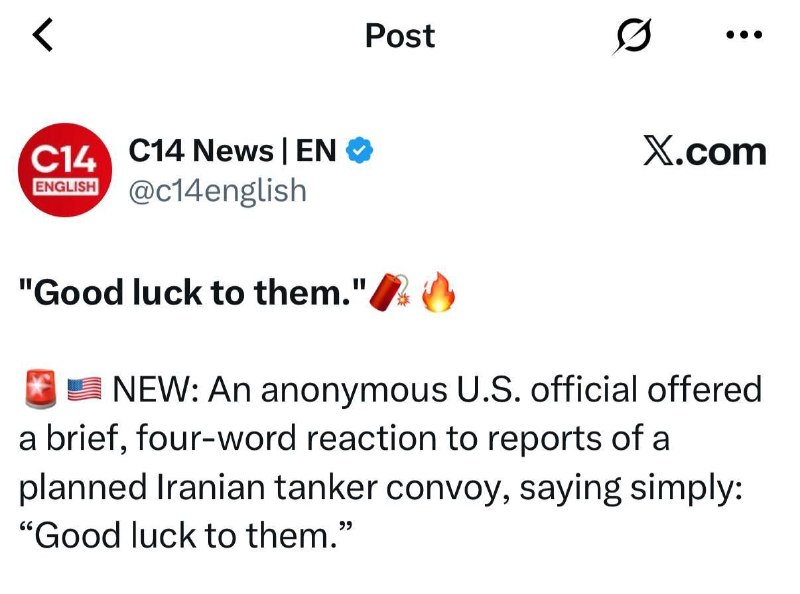 Post
C14
ENGLISH
C14 News | EN
@c14english
X.com
"Good luck to them."🧨🔥
🚨🇺🇸 NEW: An anonymous U.S. official offered
a brief, four-word reaction to reports of a
planned Iranian tanker convoy, saying simply:
“Good luck to them.”